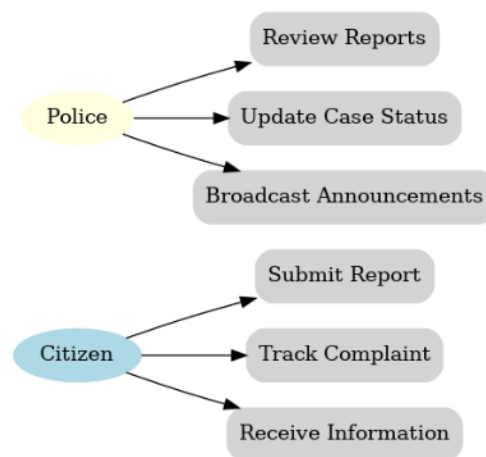 Review Reports
Police
Update Case Status
Broadcast Announcements
Submit Report
Citizen
Track Complaint
Receive Information